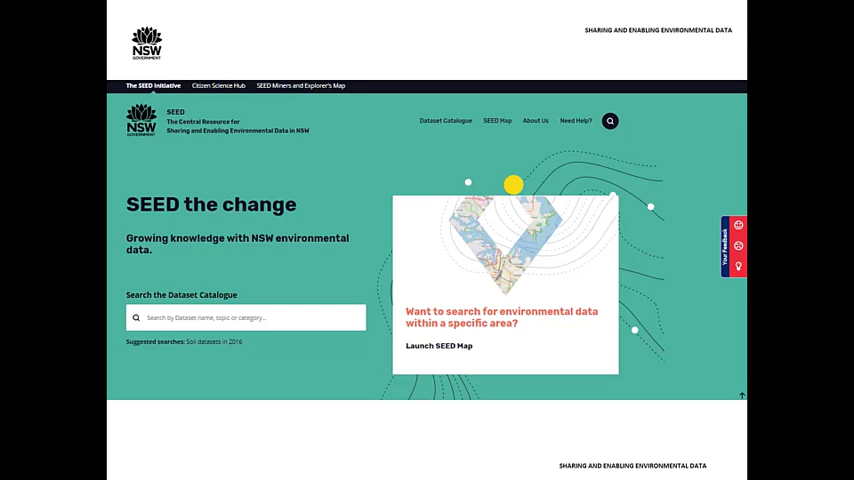 NSW
GOVERNMENT
SHARING AND ENABLING ENVIRONMENTAL DATA
The SEED Initiative
Citizen Science Hub
SEED Miners and Explorer's Map
NSW
GOVERNMENT
SEED
The Central Resource for
Sharing and Enabling Environmental Data in NSW
Dataset Catalogue
SEED Map
About Us
Need Help?
SEED the change
Growing knowledge with NSW environmental
data.
Search the Dataset Catalogue
Search by Dataset name, topic or category...
Suggested searches: Soil datasets in 2016
Want to search for environmental data
within a specific area?
Launch SEED Map
Your Feedback
SHARING AND ENABLING ENVIRONMENTAL DATA